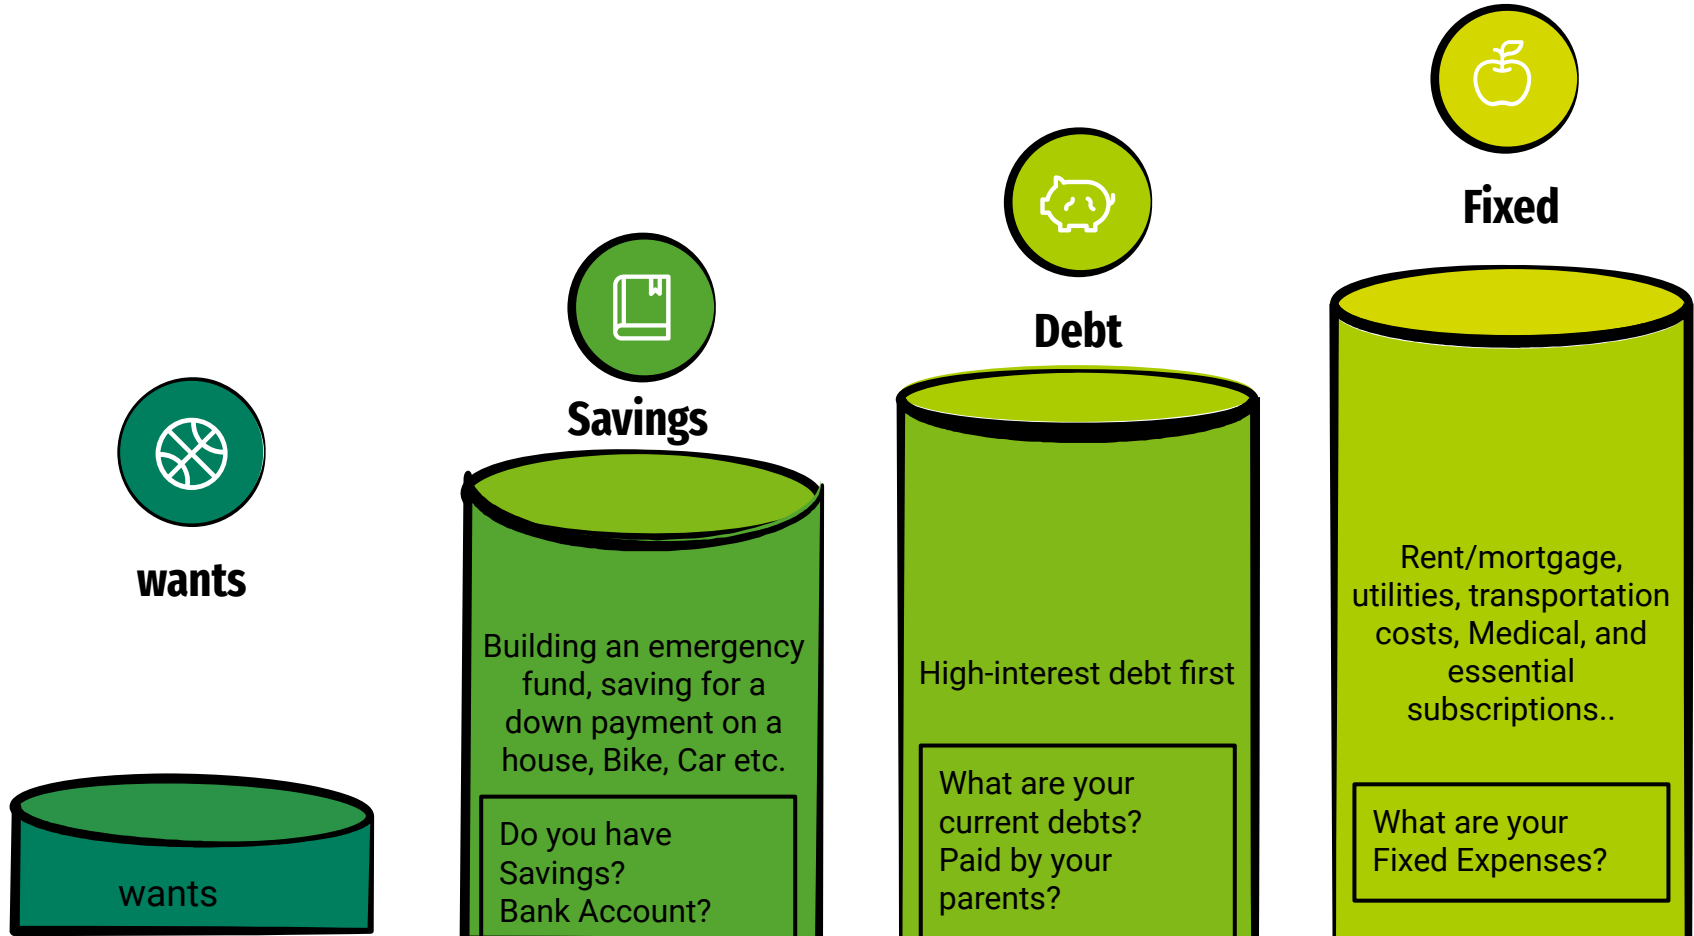 wants
wants
Savings
Building an emergency
fund, saving for a
down payment on a
house, Bike, Car etc.
Do you have
Savings?
Bank Account?
Debt
High-interest debt first
What are your
current debts?
Paid by your
parents?
Fixed
Rent/mortgage,
utilities, transportation
costs, Medical, and
essential
subscriptions..
What are your
Fixed Expenses?